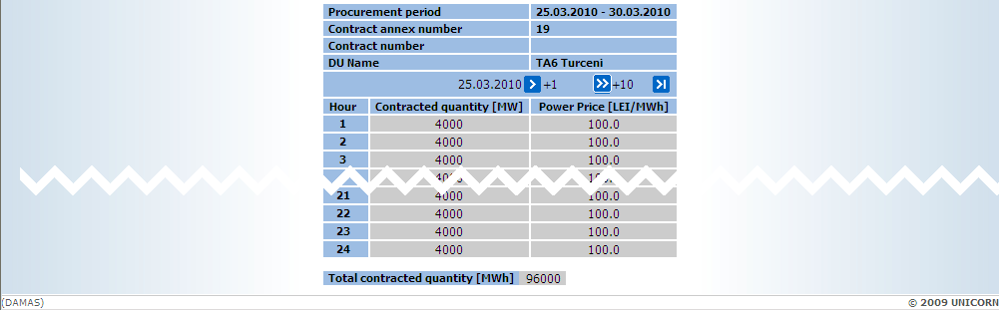 Procurement period 25.03.2010 - 30.03.2010
Contract annex number 19
Contract number
DU Name TA6 Turceni
25.03.2010 +1 +10
Hour Contracted quantity [MW] Power Price [LEI/MWh]
1 4000 100.0
2 4000 100.0
3 4000 100.0
21 4000 100.0
22 4000 100.0
23 4000 100.0
24 4000 100.0
Total contracted quantity [MWh] 96000
(DAMAS) © 2009 UNICORN